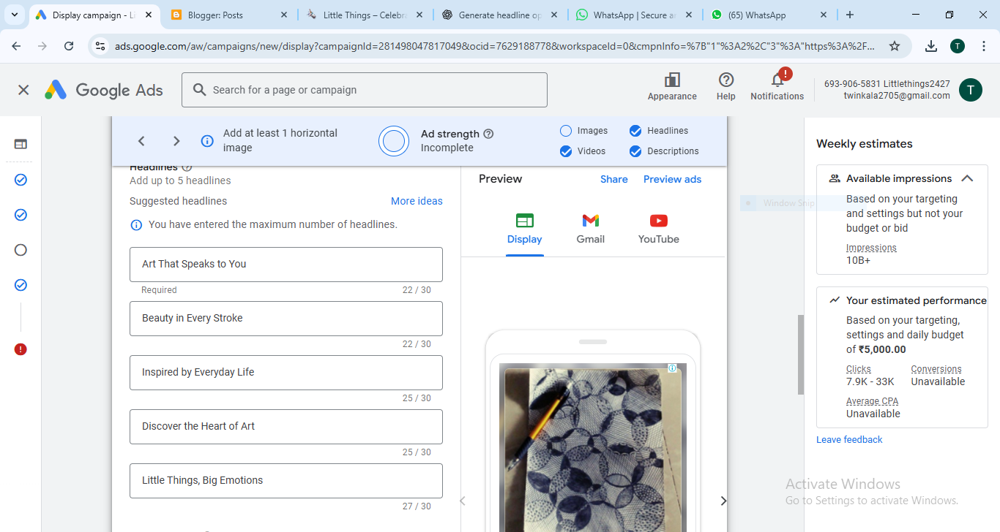 Display campaign - Li
Blogger: Posts
Little Things – Celebra
Generate headline op
WhatsApp | Secure a
(65) WhatsApp
ads.google.com/aw/campaigns/new/display?campaignId=281498047817049&ocid=7629188778&workspaceId=0&cmpnInfo=%7B"1"%3A2%2C"3"%3A"https%3A%2F...
T
Google Ads
Search for a page or campaign
Appearance
Help
Notifications
693-906-5831 Littlethings2427
twinkala2705@gmail.com
T
Add at least 1 horizontal
image
Ad strength
Incomplete
Images
Headlines
Videos
Descriptions
Headlines
Add up to 5 headlines
Suggested headlines
More ideas
You have entered the maximum number of headlines.
Art That Speaks to You
Required
22 / 30
Beauty in Every Stroke
22 / 30
Inspired by Everyday Life
25 / 30
Discover the Heart of Art
25 / 30
Little Things, Big Emotions
27 / 30
Preview
Share
Preview ads
Display
Gmail
YouTube
Window Snip
Weekly estimates
Available impressions
Based on your targeting
and settings but not your
budget or bid
Impressions
10B+
Your estimated performance
Based on your targeting,
settings and daily budget
of ₹5,000.00
Clicks
Conversions
7.9K - 33K
Unavailable
Average CPA
Unavailable
Leave feedback
Activate Windows
Go to Settings to activate Windows.